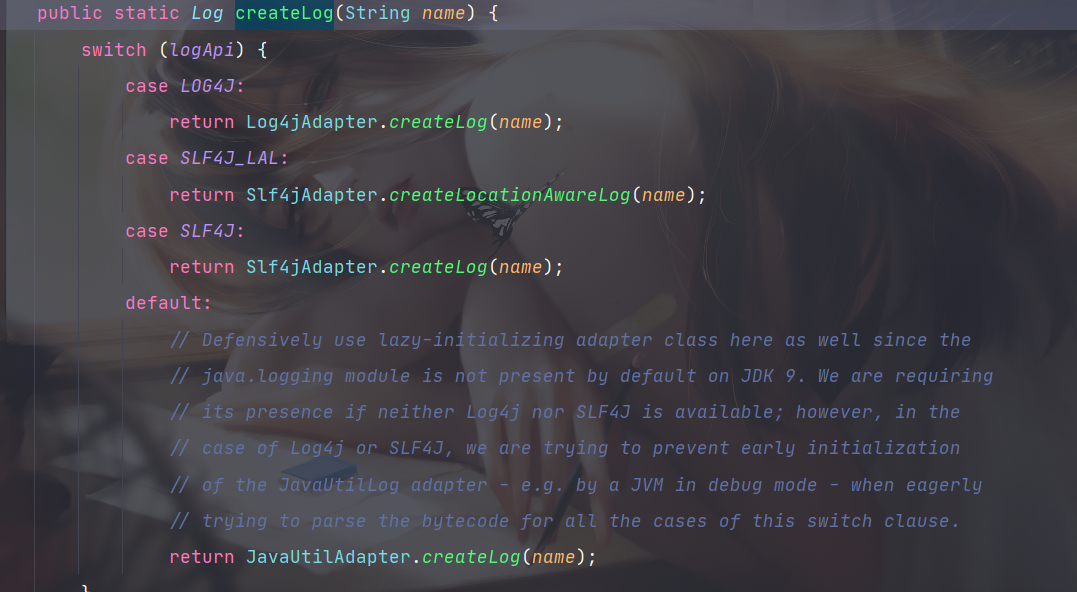 public static Log createLog(String name) {
switch (logApi) {
case LOG4J:
return Log4jAdapter.createLog(name);
case SLF4J_LAL:
return Slf4jAdapter.createLocationAwareLog(name);
case SLF4J:
return Slf4jAdapter.createLog(name);
default:
// Defensively use lazy-initializing adapter class here as well since the
// java.logging module is not present by default on JDK 9. We are requiring
// its presence if neither Log4j nor SLF4J is available; however, in the
// case of Log4j or SLF4J, we are trying to prevent early initialization
// of the JavaUtilLog adapter - e.g. by a JVM in debug mode - when eagerly
// trying to parse the bytecode for all the cases of this switch clause.
return JavaUtilAdapter.createLog(name);
}